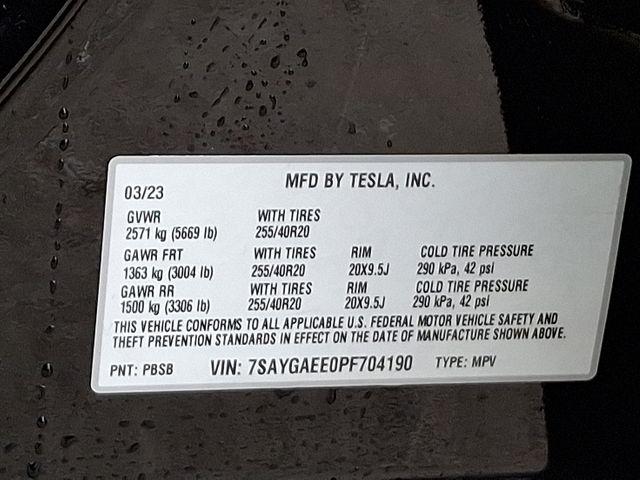 MFD BY TESLA, INC.
03/23
GVWR WITH TIRES
2571 kg (5669 lb) 255/40R20
GAWR FRT WITH TIRES RIM COLD TIRE PRESSURE
1363 kg (3004 lb) 255/40R20 20X9.5J 290 kPa, 42 psi
GAWR RR WITH TIRES RIM COLD TIRE PRESSURE
1500 kg (3306 lb) 255/40R20 20X9.5J 290 kPa, 42 psi
THIS VEHICLE CONFORMS TO ALL APPLICABLE U.S. FEDERAL MOTOR VEHICLE SAFETY AND
THEFT PREVENTION STANDARDS IN EFFECT ON THE DATE OF MANUFACTURE SHOWN ABOVE.
PNT: PBSB VIN: 7SAYGAEE0PF704190 TYPE: MPV